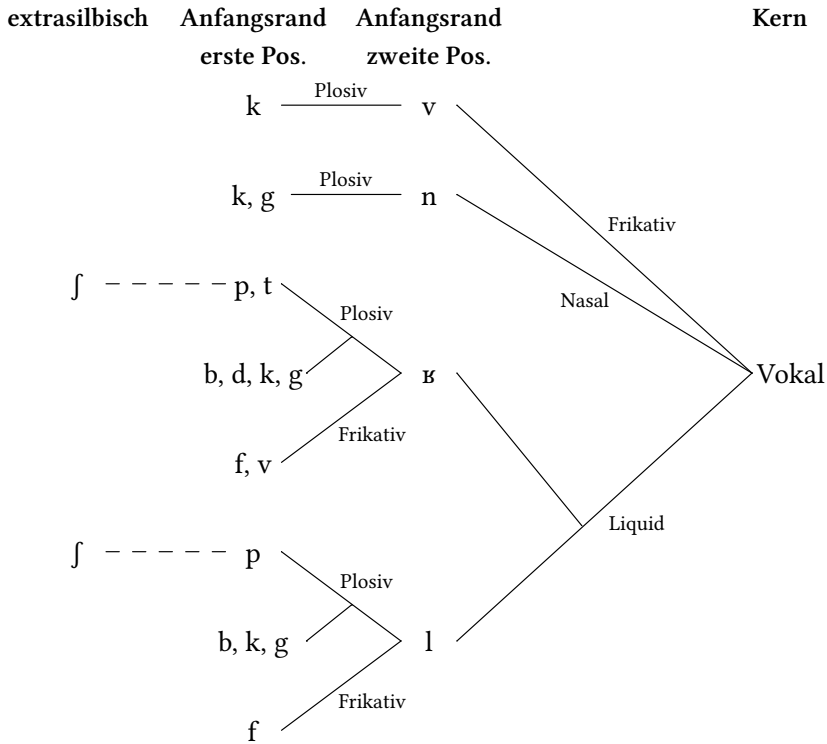 extrasilbisch Anfangsrand Anfangsrand Kern
erste Pos. zweite Pos.
k Plosiv v
k, g Plosiv n
Frikativ
ʃ p, t
Nasal
Plosiv
b, d, k, g ʁ Vokal
Frikativ
f, v
Liquid
ʃ p
Plosiv
b, k, g l
Frikativ
f